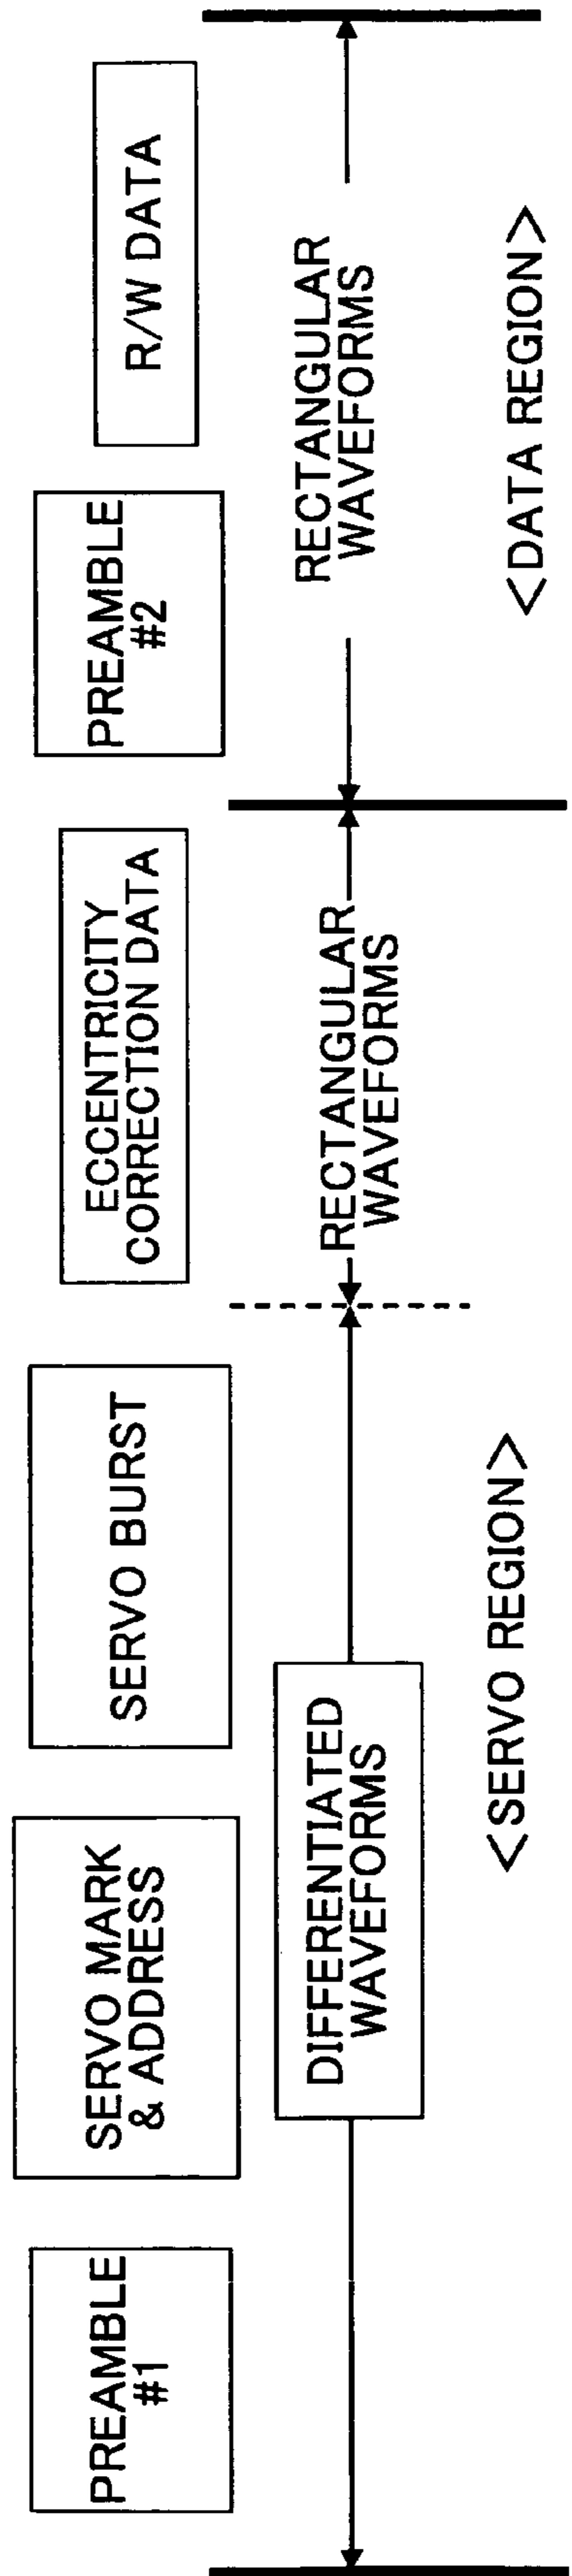 PREAMBLE
#1
SERVO MARK
& ADDRESS
SERVO BURST
ECCENTRICITY
CORRECTION DATA
PREAMBLE
#2
R/W DATA
DIFFERENTIATED
WAVEFORMS
RECTANGULAR
WAVEFORMS
RECTANGULAR
WAVEFORMS
<SERVO REGION>
<DATA REGION>